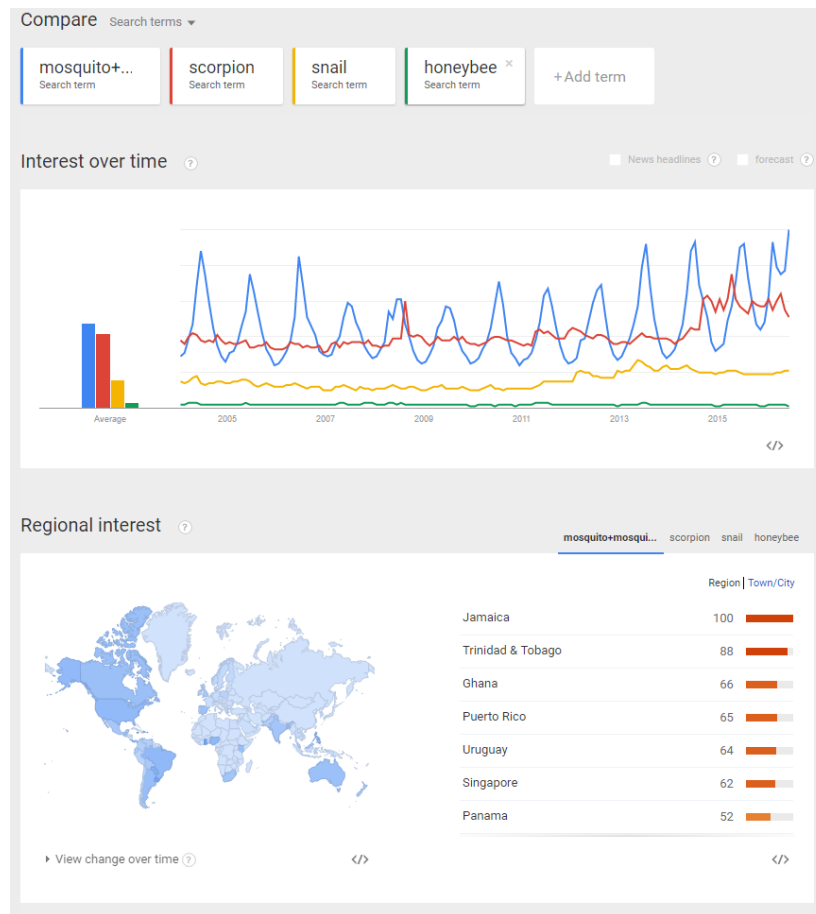 Compare Search terms
mosquito+... scorpion snail honeybee ×
Search term Search term Search term Search term
+Add term
Interest over time ?
News headlines ? forecast ?
Average 2005 2007 2009 2011 2013 2015
</>
Regional interest ?
mosquito+mosqui... scorpion snail honeybee
Region Town/City
Jamaica 100
Trinidad & Tobago 88
Ghana 66
Puerto Rico 65
Uruguay 64
Singapore 62
Panama 52
View change over time ? </> </>